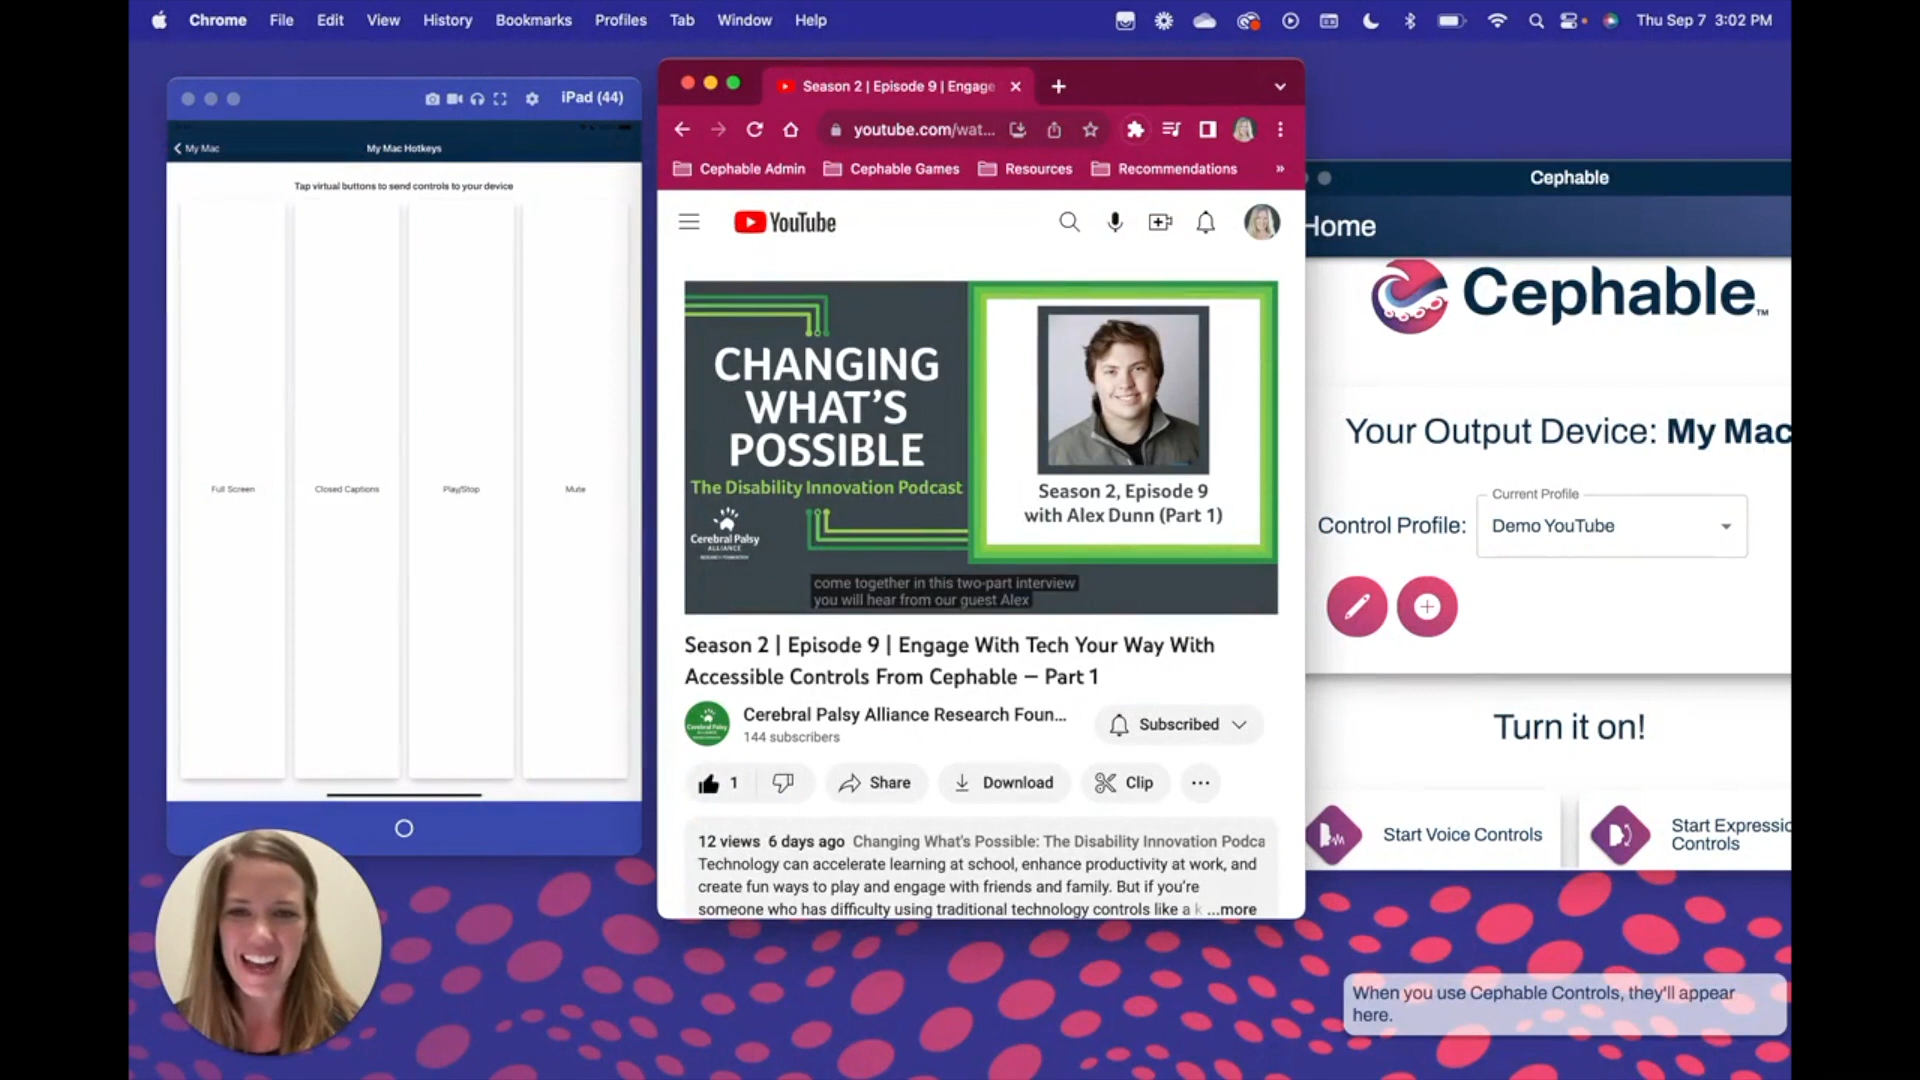 Chrome File Edit View History Bookmarks Profiles Tab Window Help Thu Sep 7 3:02 PM
iPad (44)
My Mac
My Mac Hotkeys
Tap virtual buttons to send controls to your device
Full Screen
Closed Captions
Play/Stop
Mute
Season 2 | Episode 9 | Engage
youtube.com/wat...
Cephable Admin
Cephable Games
Resources
Recommendations
»
YouTube
CHANGING
WHAT'S
POSSIBLE
The Disability Innovation Podcast
Cerebral Palsy
ALLIANCE
RESEARCH FOUNDATION
Season 2, Episode 9
with Alex Dunn (Part 1)
come together in this two-part interview
you will hear from our guest Alex
Season 2 | Episode 9 | Engage With Tech Your Way With
Accessible Controls From Cephable – Part 1
Cerebral Palsy Alliance Research Foun...
144 subscribers
Subscribed
1
Share
Download
Clip
12 views 6 days ago Changing What's Possible: The Disability Innovation Podca
Technology can accelerate learning at school, enhance productivity at work, and
create fun ways to play and engage with friends and family. But if you're
someone who has difficulty using traditional technology controls like a k ...more
Cephable
Home
Cephable™
Your Output Device: My Mac
Control Profile:
Current Profile
Demo YouTube
Turn it on!
Start Voice Controls
Start Expressio
Controls
When you use Cephable Controls, they'll appear
here.